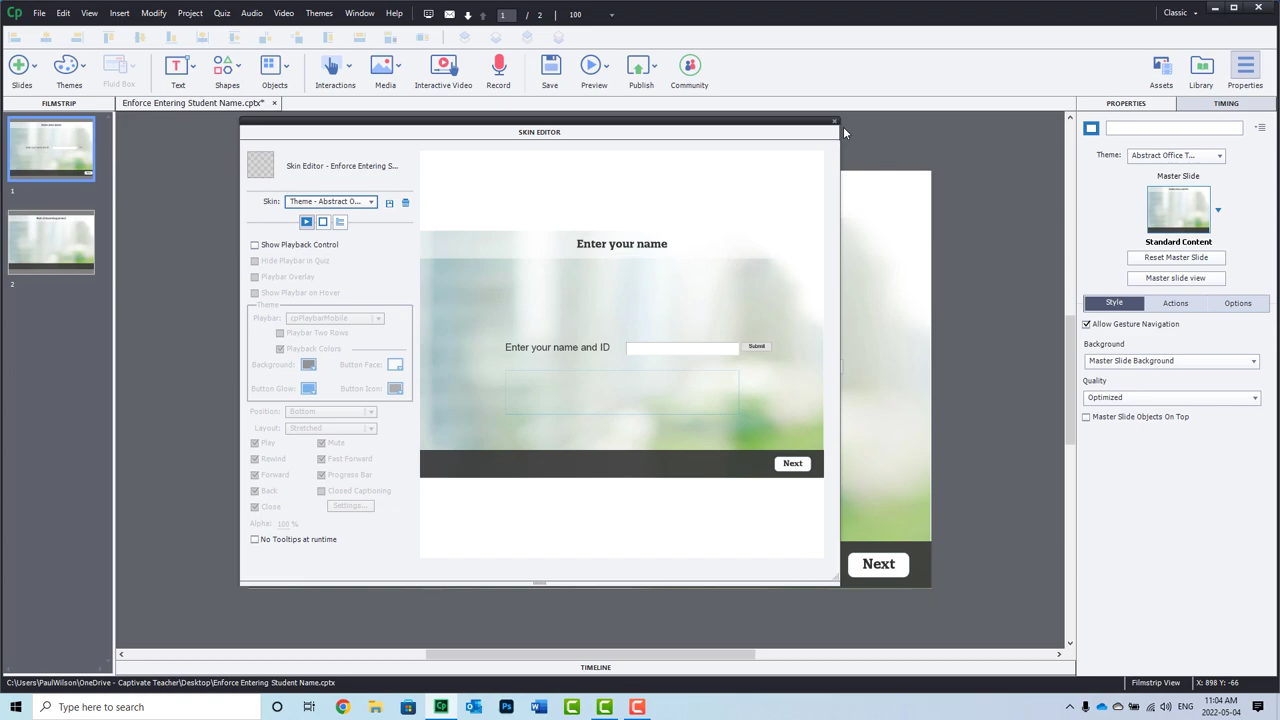 Cp File Edit View Insert Modify Project Quiz Audio Video Themes Window Help 1 / 2 100 Classic
Slides Themes Fluid Box Text Shapes Objects Interactions Media Interactive Video Record Save Preview Publish Community Assets Library Properties
FILMSTRIP
Enforce Entering Student Name.cptx*
PROPERTIES TIMING
SKIN EDITOR
Skin Editor - Enforce Entering S...
Skin: Theme - Abstract O...
Show Playback Control
Hide Playbar in Quiz
Playbar Overlay
Show Playbar on Hover
Theme
Playbar: cpPlaybarMobile
Playbar Two Rows
Playback Colors
Background: Button Face:
Button Glow: Button Icon:
Position: Bottom
Layout: Stretched
Play Mute
Rewind Fast Forward
Forward Progress Bar
Back Closed Captioning
Close Settings...
Alpha: 100 %
No Tooltips at runtime
Enter your name
Enter your name and ID Submit
Next
Next
1
2
Theme: Abstract Office T...
Master Slide
Standard Content
Reset Master Slide
Master slide view
Style Actions Options
Allow Gesture Navigation
Background
Master Slide Background
Quality
Optimized
Master Slide Objects On Top
TIMELINE
C:\Users\PaulWilson\OneDrive - Captivate Teacher\Desktop\Enforce Entering Student Name.cptx Filmstrip View X: 898 Y: -66
Type here to search ENG 11:04 AM
2022-05-04